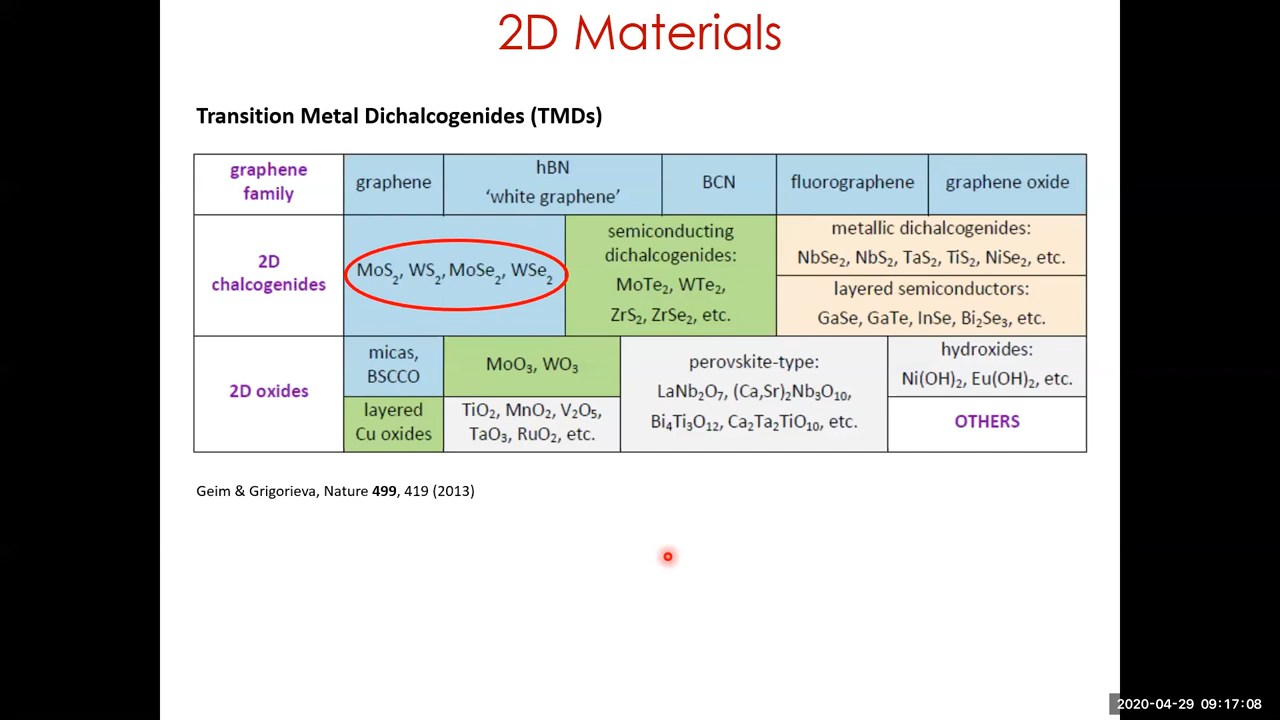 2D Materials
Transition Metal Dichalcogenides (TMDs)
graphene
family
graphene
hBN
‘white graphene’
BCN
fluorographene
graphene oxide
2D
chalcogenides
MoS₂, WS₂, MoSe₂, WSe₂
semiconducting
dichalcogenides:
MoTe₂, WTe₂,
ZrS₂, ZrSe₂, etc.
metallic dichalcogenides:
NbSe₂, NbS₂, TaS₂, TiS₂, NiSe₂, etc.
layered semiconductors:
GaSe, GaTe, InSe, Bi₂Se₃, etc.
2D oxides
micas,
BSCCO
MoO₃, WO₃
layered
Cu oxides
TiO₂, MnO₂, V₂O₅,
TaO₃, RuO₂, etc.
perovskite-type:
LaNb₂O₇, (Ca,Sr)₂Nb₃O₁₀,
Bi₄Ti₃O₁₂, Ca₂Ta₂TiO₁₀, etc.
hydroxides:
Ni(OH)₂, Eu(OH)₂, etc.
OTHERS
Geim & Grigorieva, Nature 499, 419 (2013)
2020-04-29 09:17:08